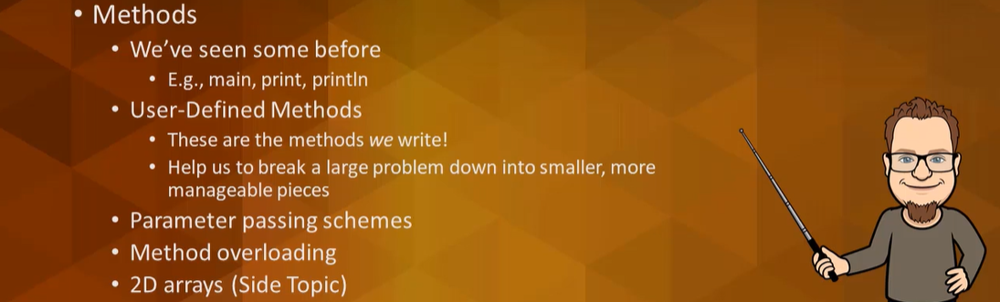 • Methods
• We've seen some before
• E.g., main, print, println
• User-Defined Methods
• These are the methods we write!
• Help us to break a large problem down into smaller, more
manageable pieces
• Parameter passing schemes
• Method overloading
• 2D arrays (Side Topic)